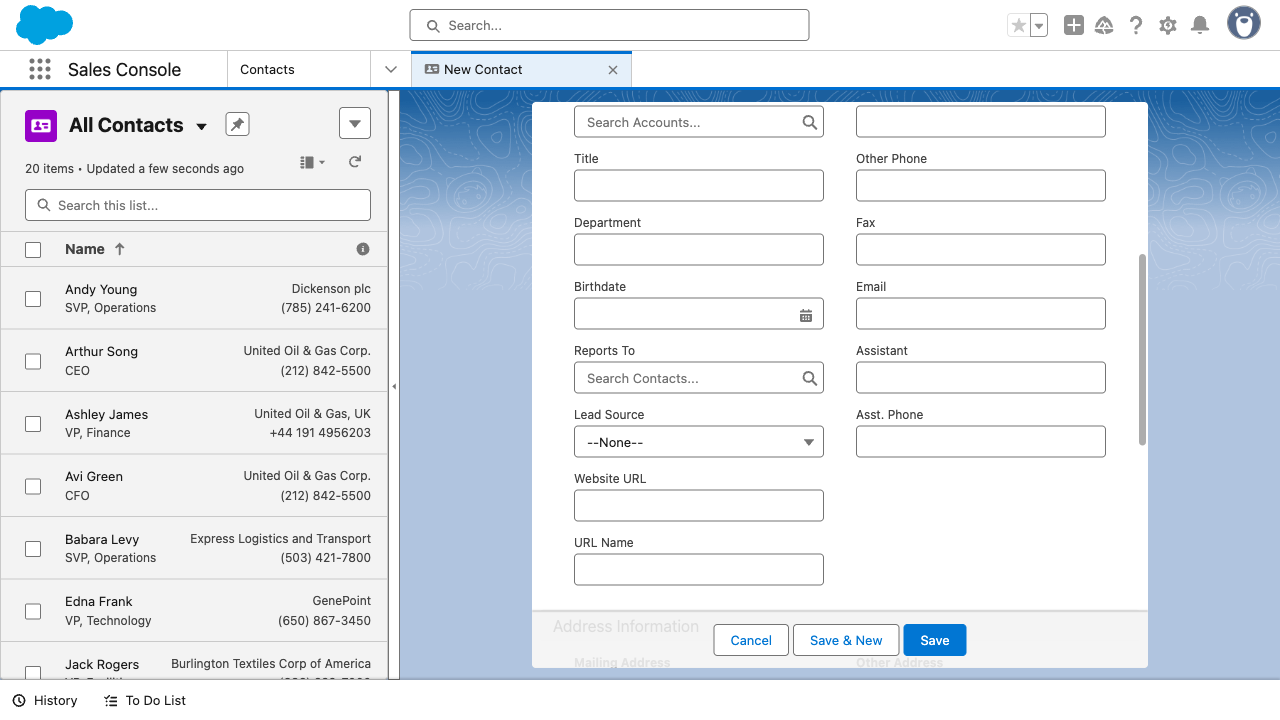 Search...
Sales Console
Contacts
New Contact
All Contacts
20 items • Updated a few seconds ago
Search this list...
Name
Andy Young
Dickenson plc
SVP, Operations
(785) 241-6200
Arthur Song
United Oil & Gas Corp.
CEO
(212) 842-5500
Ashley James
United Oil & Gas, UK
VP, Finance
+44 191 4956203
Avi Green
United Oil & Gas Corp.
CFO
(212) 842-5500
Babara Levy
Express Logistics and Transport
SVP, Operations
(503) 421-7800
Edna Frank
GenePoint
VP, Technology
(650) 867-3450
Jack Rogers
Burlington Textiles Corp of America
Search Accounts...
Title
Other Phone
Department
Fax
Birthdate
Email
Reports To
Assistant
Search Contacts...
Lead Source
Asst. Phone
--None--
Website URL
URL Name
Address Information
Mailing Address
Other Address
Cancel
Save & New
Save
History
To Do List